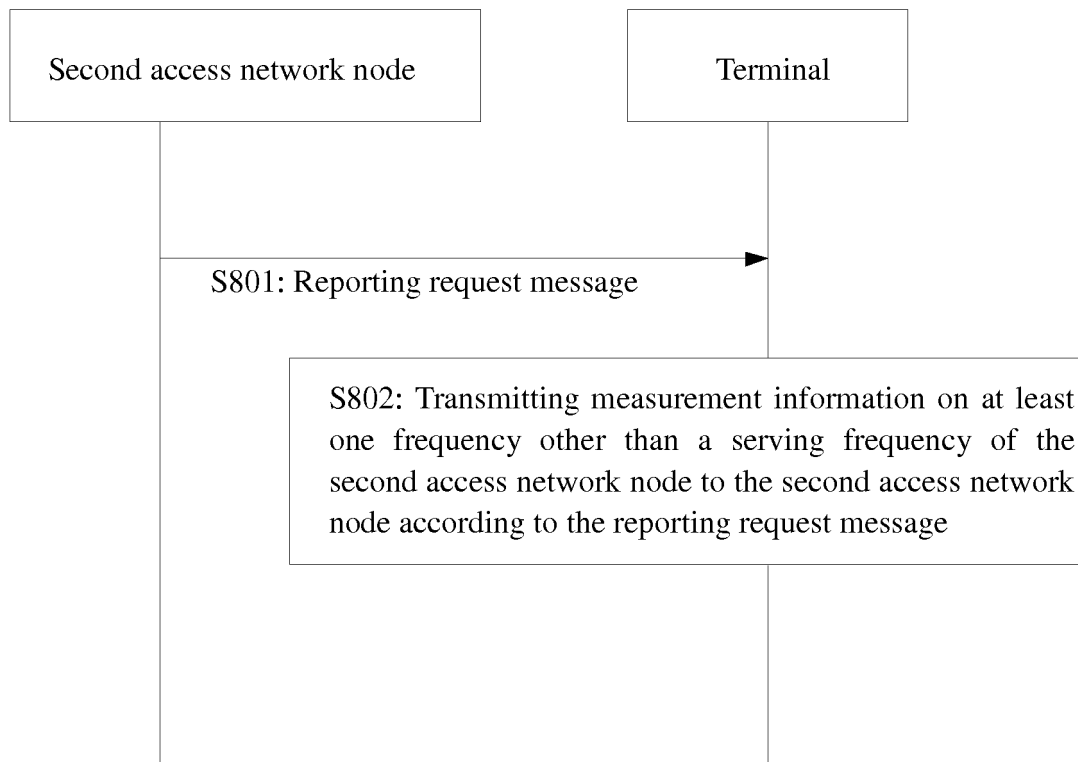 Second access network node
Terminal
S801: Reporting request message
S802: Transmitting measurement information on at least
one frequency other than a serving frequency of the
second access network node to the second access network
node according to the reporting request message